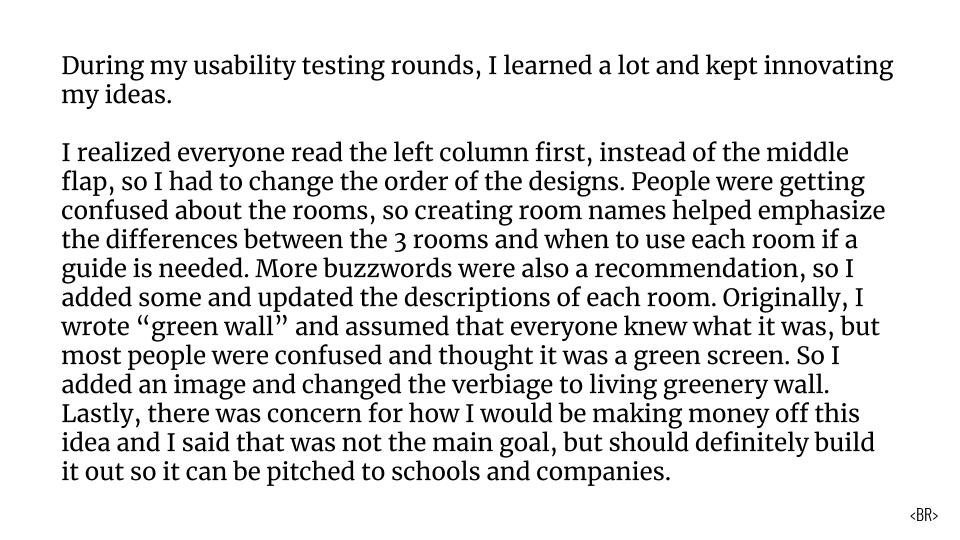 During my usability testing rounds, I learned a lot and kept innovating
my ideas.
I realized everyone read the left column first, instead of the middle
flap, so I had to change the order of the designs. People were getting
confused about the rooms, so creating room names helped emphasize
the differences between the 3 rooms and when to use each room if a
guide is needed. More buzzwords were also a recommendation, so I
added some and updated the descriptions of each room. Originally, I
wrote “green wall” and assumed that everyone knew what it was, but
most people were confused and thought it was a green screen. So I
added an image and changed the verbiage to living greenery wall.
Lastly, there was concern for how I would be making money off this
idea and I said that was not the main goal, but should definitely build
it out so it can be pitched to schools and companies.
<BR>